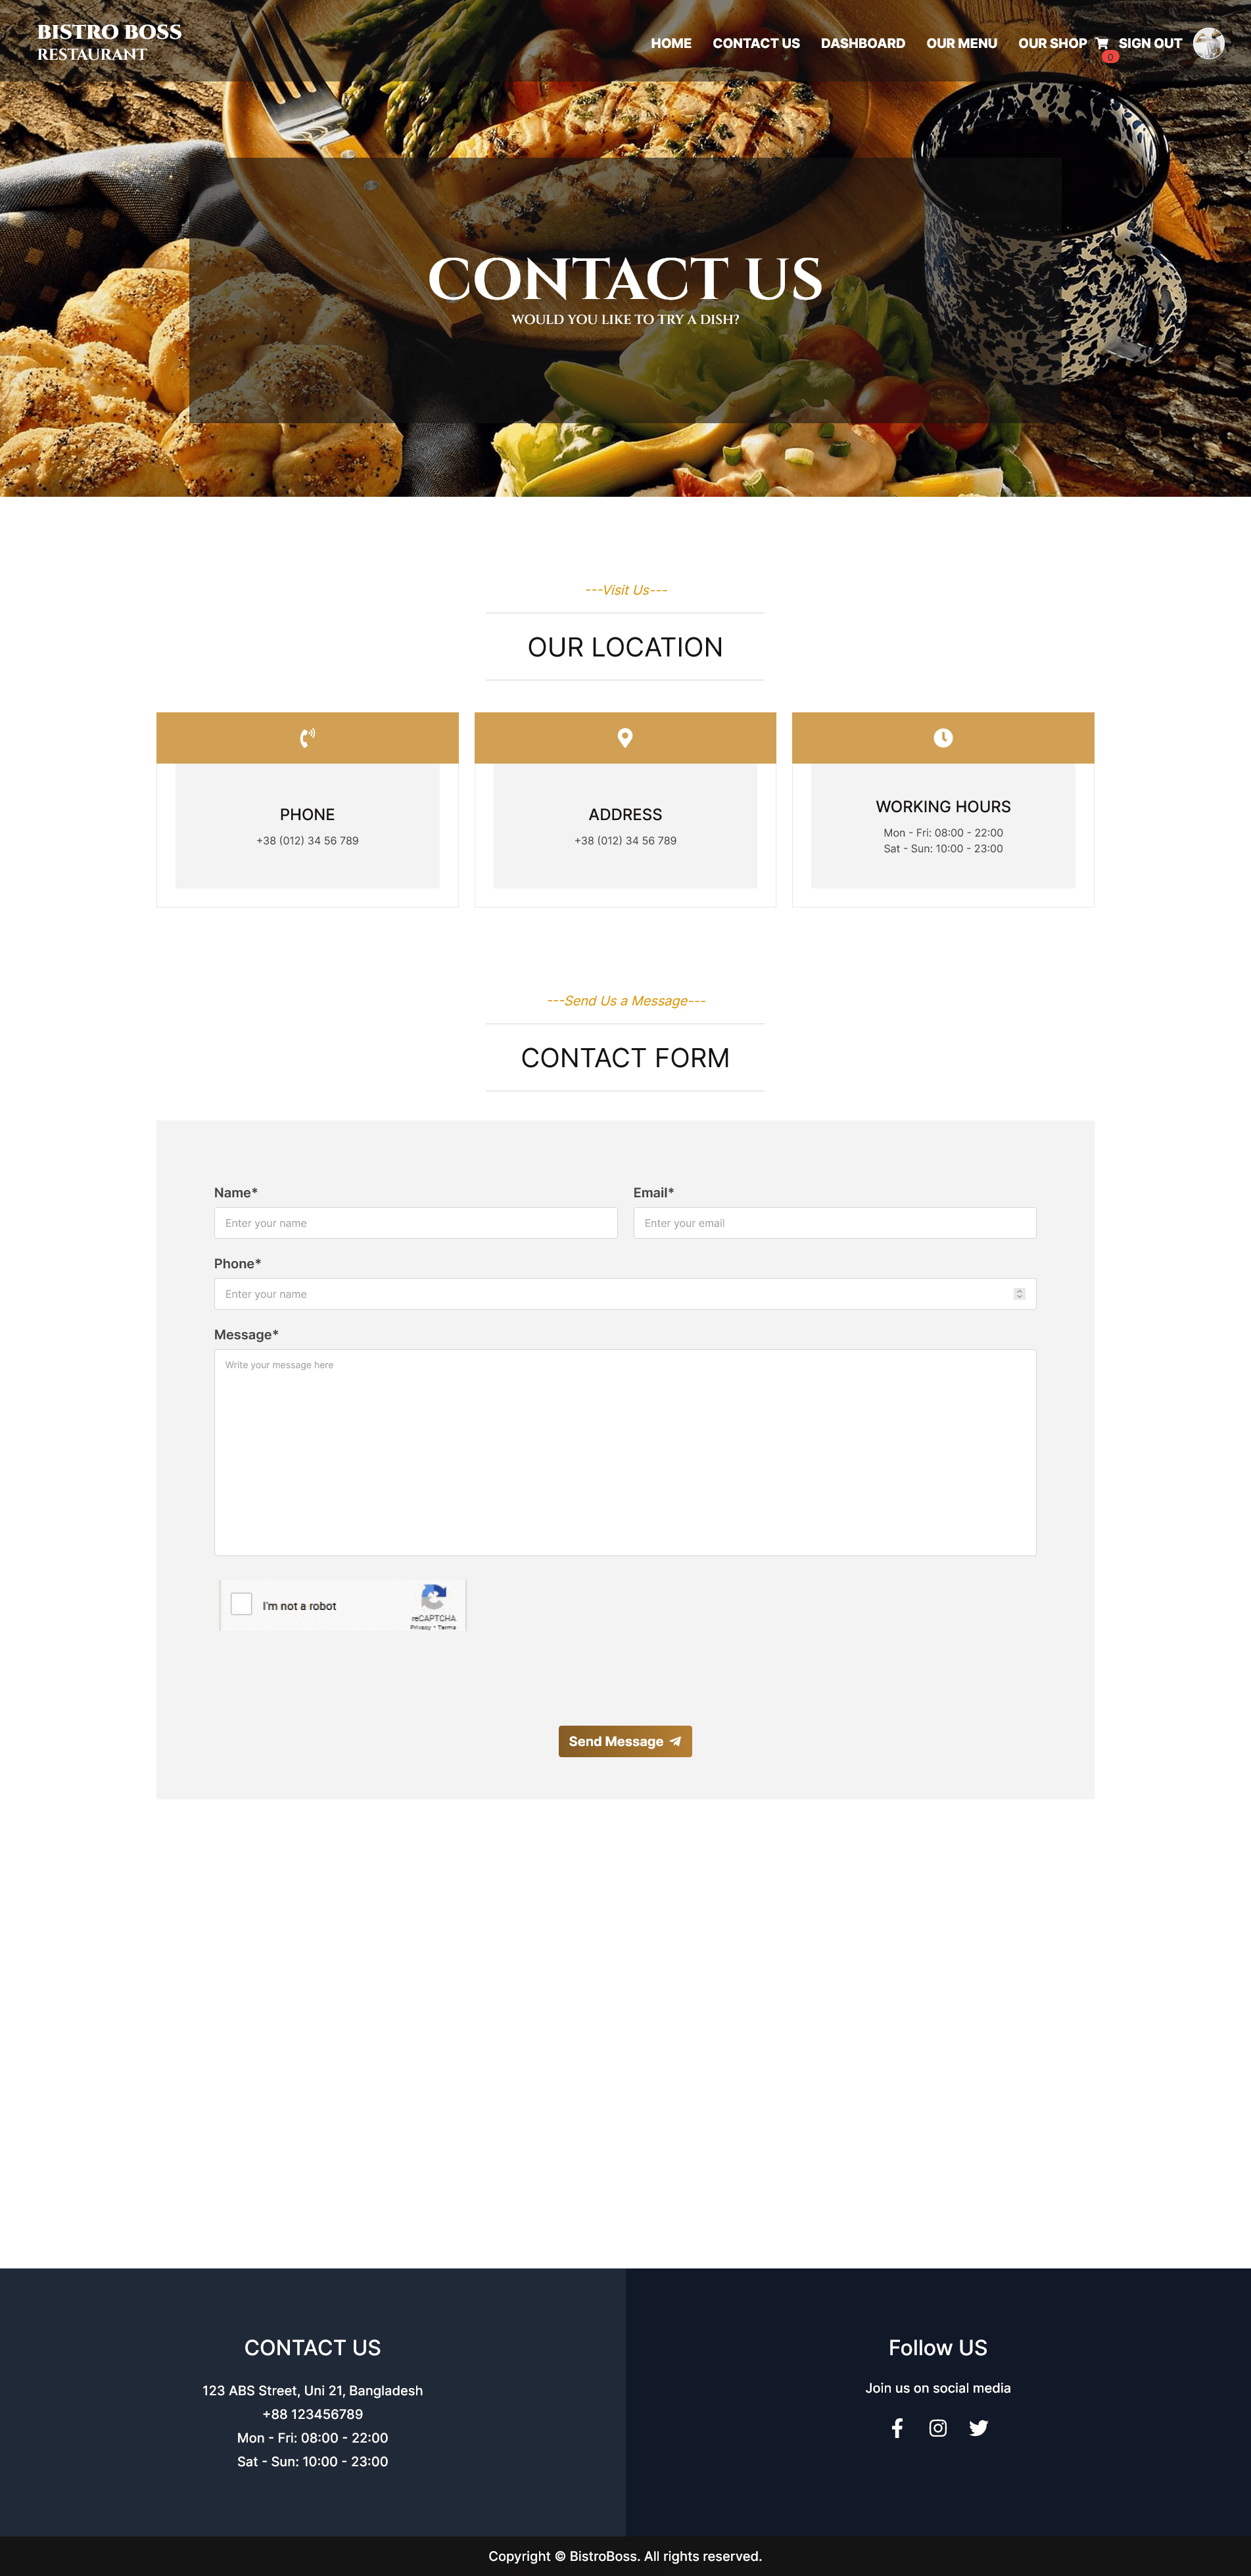 BISTRO BOSS
RESTAURANT
HOME CONTACT US DASHBOARD OUR MENU OUR SHOP SIGN OUT
0
CONTACT US
WOULD YOU LIKE TO TRY A DISH?
---Visit Us---
OUR LOCATION
PHONE
+38 (012) 34 56 789
ADDRESS
+38 (012) 34 56 789
WORKING HOURS
Mon - Fri: 08:00 - 22:00
Sat - Sun: 10:00 - 23:00
---Send Us a Message---
CONTACT FORM
Name*
Enter your name
Email*
Enter your email
Phone*
Enter your name
Message*
Write your message here
I'm not a robot
reCAPTCHA
Privacy • Terms
Send Message
CONTACT US
123 ABS Street, Uni 21, Bangladesh
+88 123456789
Mon - Fri: 08:00 - 22:00
Sat - Sun: 10:00 - 23:00
Follow US
Join us on social media
Copyright © BistroBoss. All rights reserved.